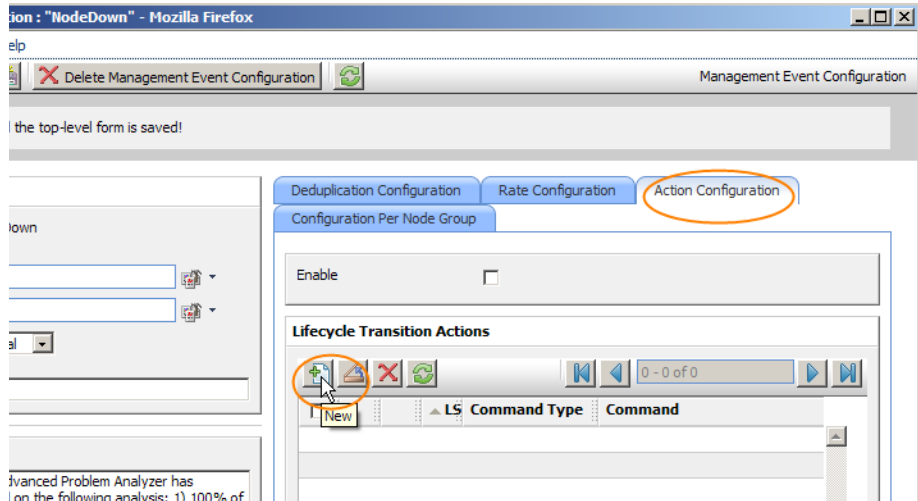 tion : "NodeDown" - Mozilla Firefox
elp
Delete Management Event Configuration
Management Event Configuration
the top-level form is saved!
Deduplication Configuration
Rate Configuration
Action Configuration
Configuration Per Node Group
Down
Enable
al
Lifecycle Transition Actions
0 - 0 of 0
LS Command Type Command
New
dvanced Problem Analyzer has
on the following analysis: 1) 100% of